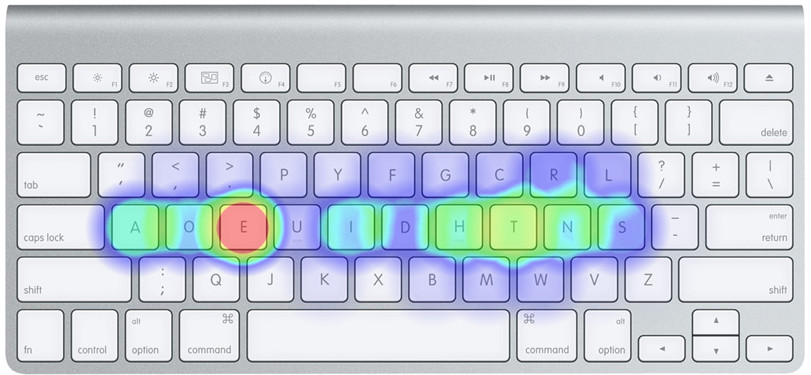 esc F1 F2 F3 F4 F5 F6 F7 F8 F9 F10 F11 F12
~ ! @ # $ % ^ & * ( ) { }
` 1 2 3 4 5 6 7 8 9 0 [ ] delete
tab " ' < , > . P Y F G C R L ? / + = | \
caps lock A O E U I D H T N S _ - enter return
shift : ; Q J K X B M W V Z shift
fn control alt option ⌘ command ⌘ command alt option